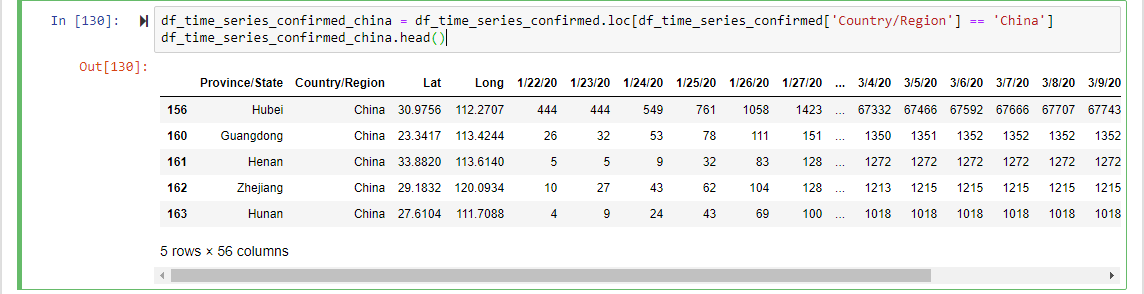 In [130]:
df_time_series_confirmed_china = df_time_series_confirmed.loc[df_time_series_confirmed['Country/Region'] == 'China']
df_time_series_confirmed_china.head()
Out[130]:
Province/State Country/Region Lat Long 1/22/20 1/23/20 1/24/20 1/25/20 1/26/20 1/27/20 ... 3/4/20 3/5/20 3/6/20 3/7/20 3/8/20 3/9/20
156 Hubei China 30.9756 112.2707 444 444 549 761 1058 1423 ... 67332 67466 67592 67666 67707 67743
160 Guangdong China 23.3417 113.4244 26 32 53 78 111 151 ... 1350 1351 1352 1352 1352 1352
161 Henan China 33.8820 113.6140 5 5 9 32 83 128 ... 1272 1272 1272 1272 1272 1272
162 Zhejiang China 29.1832 120.0934 10 27 43 62 104 128 ... 1213 1215 1215 1215 1215 1215
163 Hunan China 27.6104 111.7088 4 9 24 43 69 100 ... 1018 1018 1018 1018 1018 1018
5 rows × 56 columns